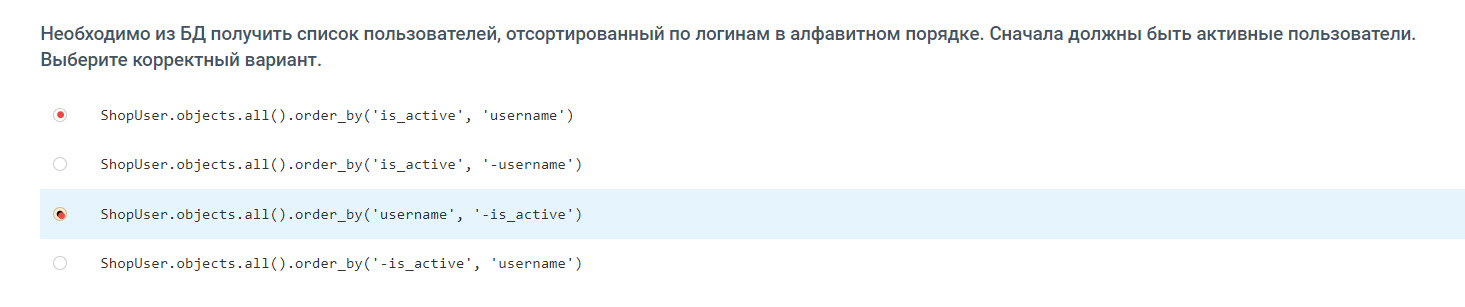 Необходимо из БД получить список пользователей, отсортированный по логинам в алфавитном порядке. Сначала должны быть активные пользователи.
Выберите корректный вариант.
ShopUser.objects.all().order_by('is_active', 'username')
ShopUser.objects.all().order_by('is_active', '-username')
ShopUser.objects.all().order_by('username', '-is_active')
ShopUser.objects.all().order_by('-is_active', 'username')